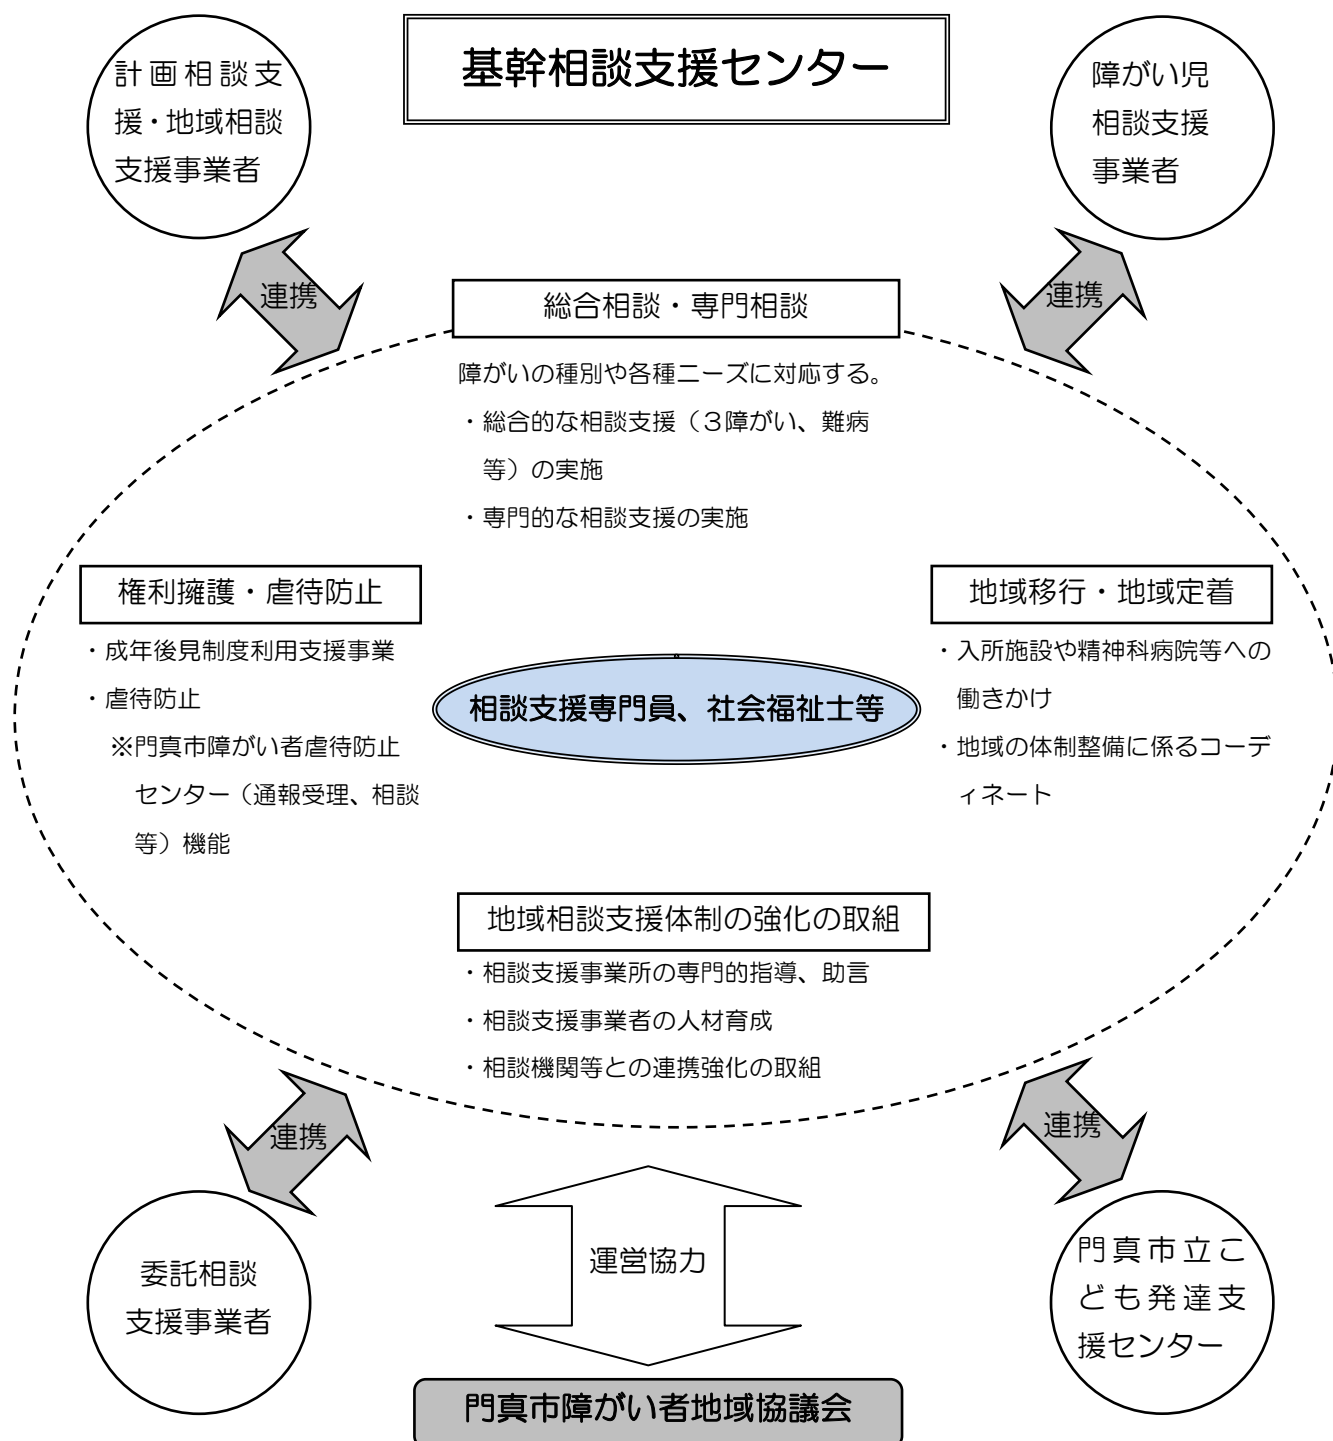 基幹相談支援センター
計画相談支
援・地域相談
支援事業者
障がい児
相談支援
事業者
連携
連携
総合相談・専門相談
障がいの種別や各種ニーズに対応する。
・総合的な相談支援（３障がい、難病
等）の実施
・専門的な相談支援の実施
権利擁護・虐待防止
・成年後見制度利用支援事業
・虐待防止
※門真市障がい者虐待防止
センター（通報受理、相談
等）機能
相談支援専門員、社会福祉士等
地域移行・地域定着
・入所施設や精神科病院等への
働きかけ
・地域の体制整備に係るコーデ
ィネート
地域相談支援体制の強化の取組
・相談支援事業所の専門的指導、助言
・相談支援事業者の人材育成
・相談機関等との連携強化の取組
連携
連携
委託相談
支援事業者
運営協力
門真市立こ
ども発達支
援センター
門真市障がい者地域協議会